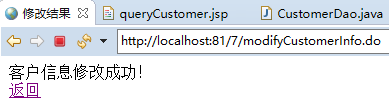 修改结果 queryCustomer.jsp CustomerDao.java
http://localhost:81/7/modifyCustomerInfo.do
客户信息修改成功!
返回